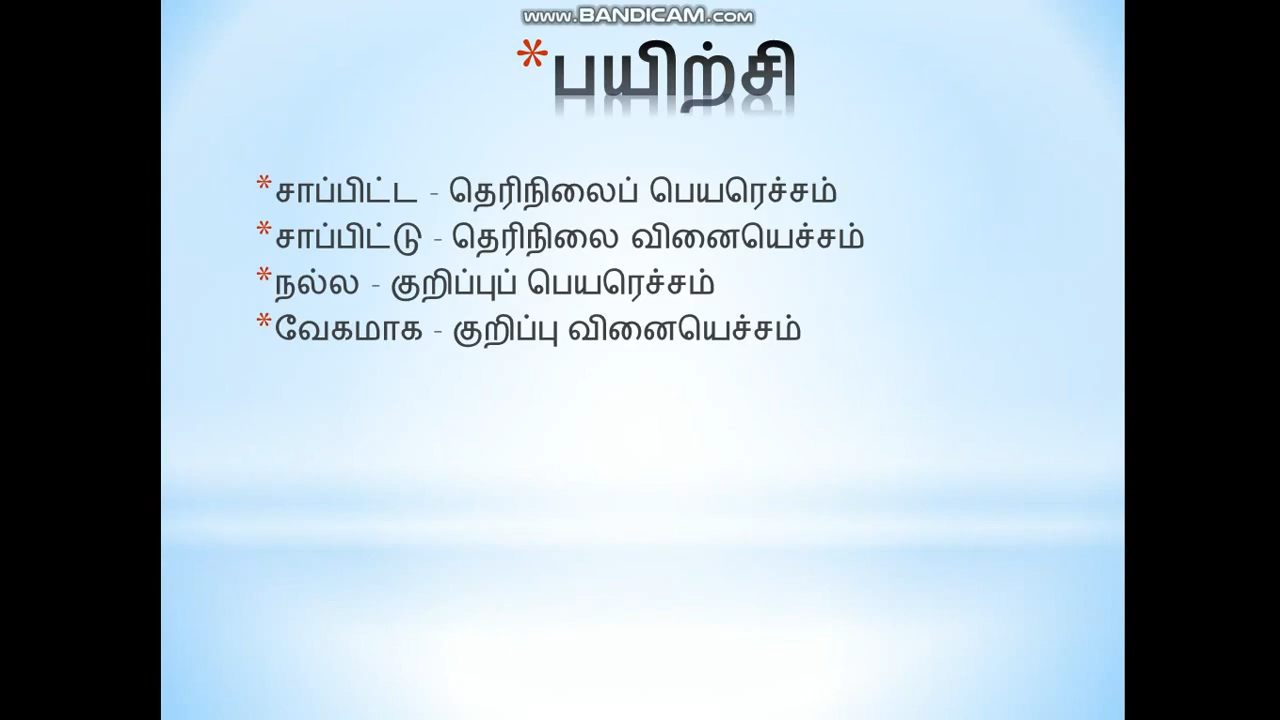 www.BANDICAM.com
*பயிற்சி
*சாப்பிட்ட - தெரிநிலைப் பெயரெச்சம்
*சாப்பிட்டு - தெரிநிலை வினையெச்சம்
*நல்ல - குறிப்புப் பெயரெச்சம்
*வேகமாக - குறிப்பு வினையெச்சம்